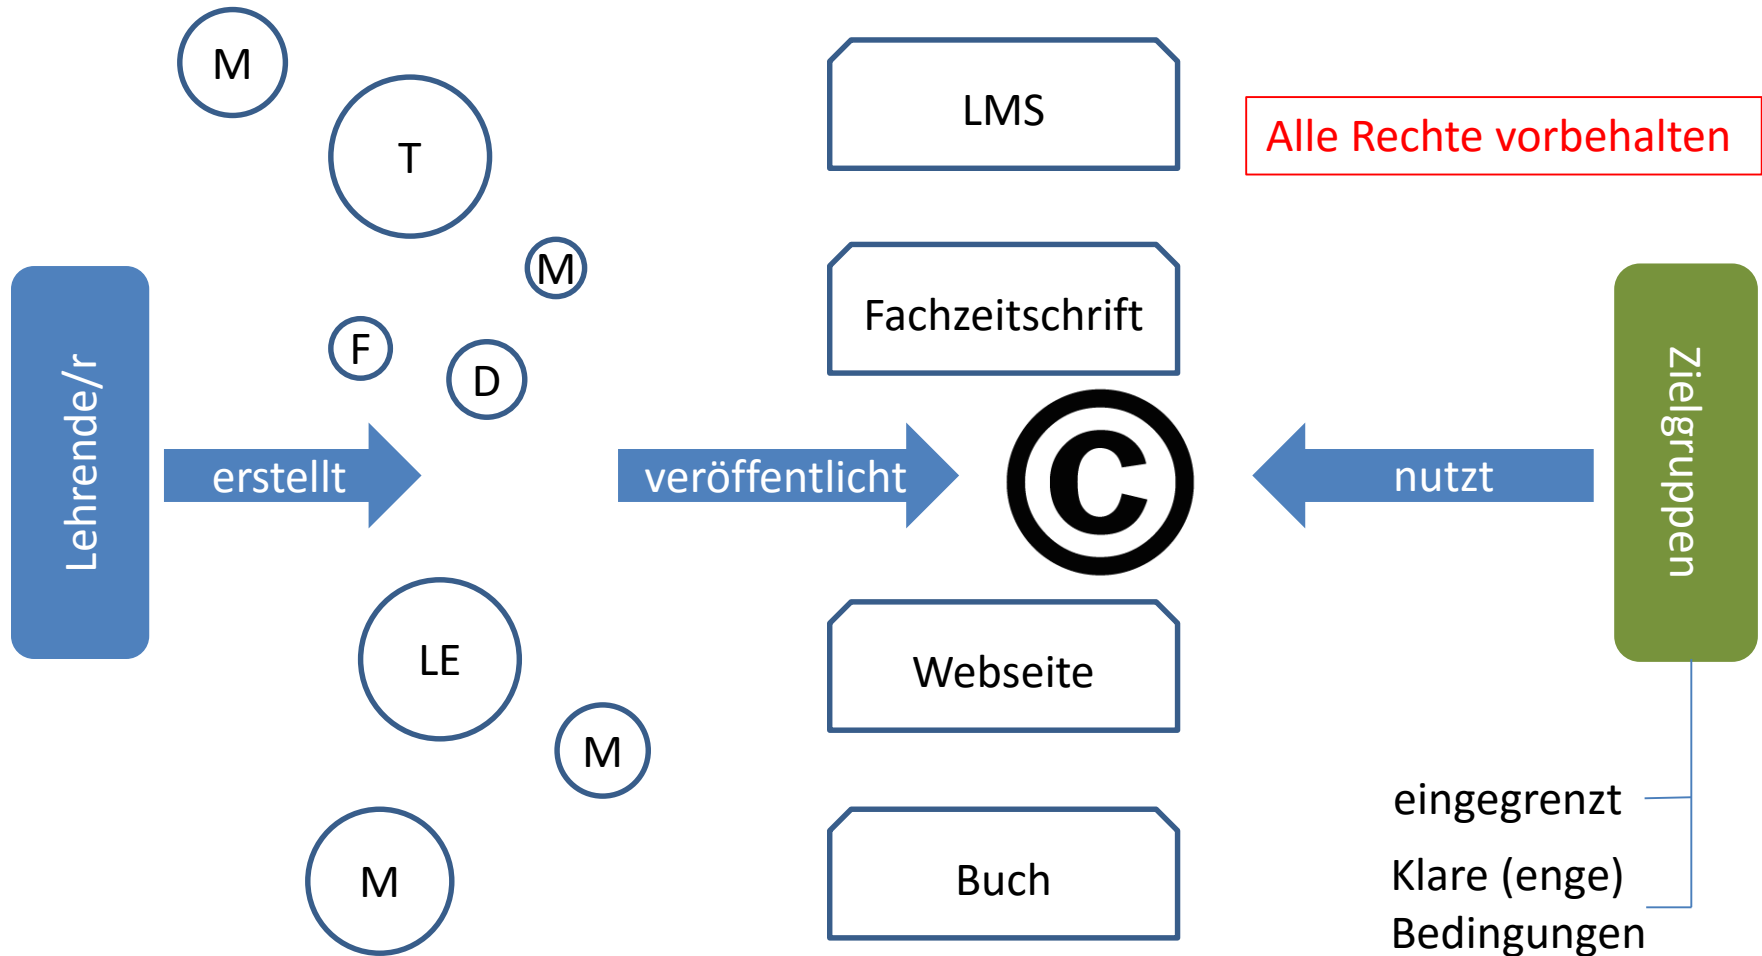 Lehrende/r
M
T
M
F
D
erstellt
LE
M
M
veröffentlicht
LMS
Fachzeitschrift
©
Webseite
Buch
Alle Rechte vorbehalten
nutzt
Zielgruppen
eingegrenzt
Klare (enge)
Bedingungen